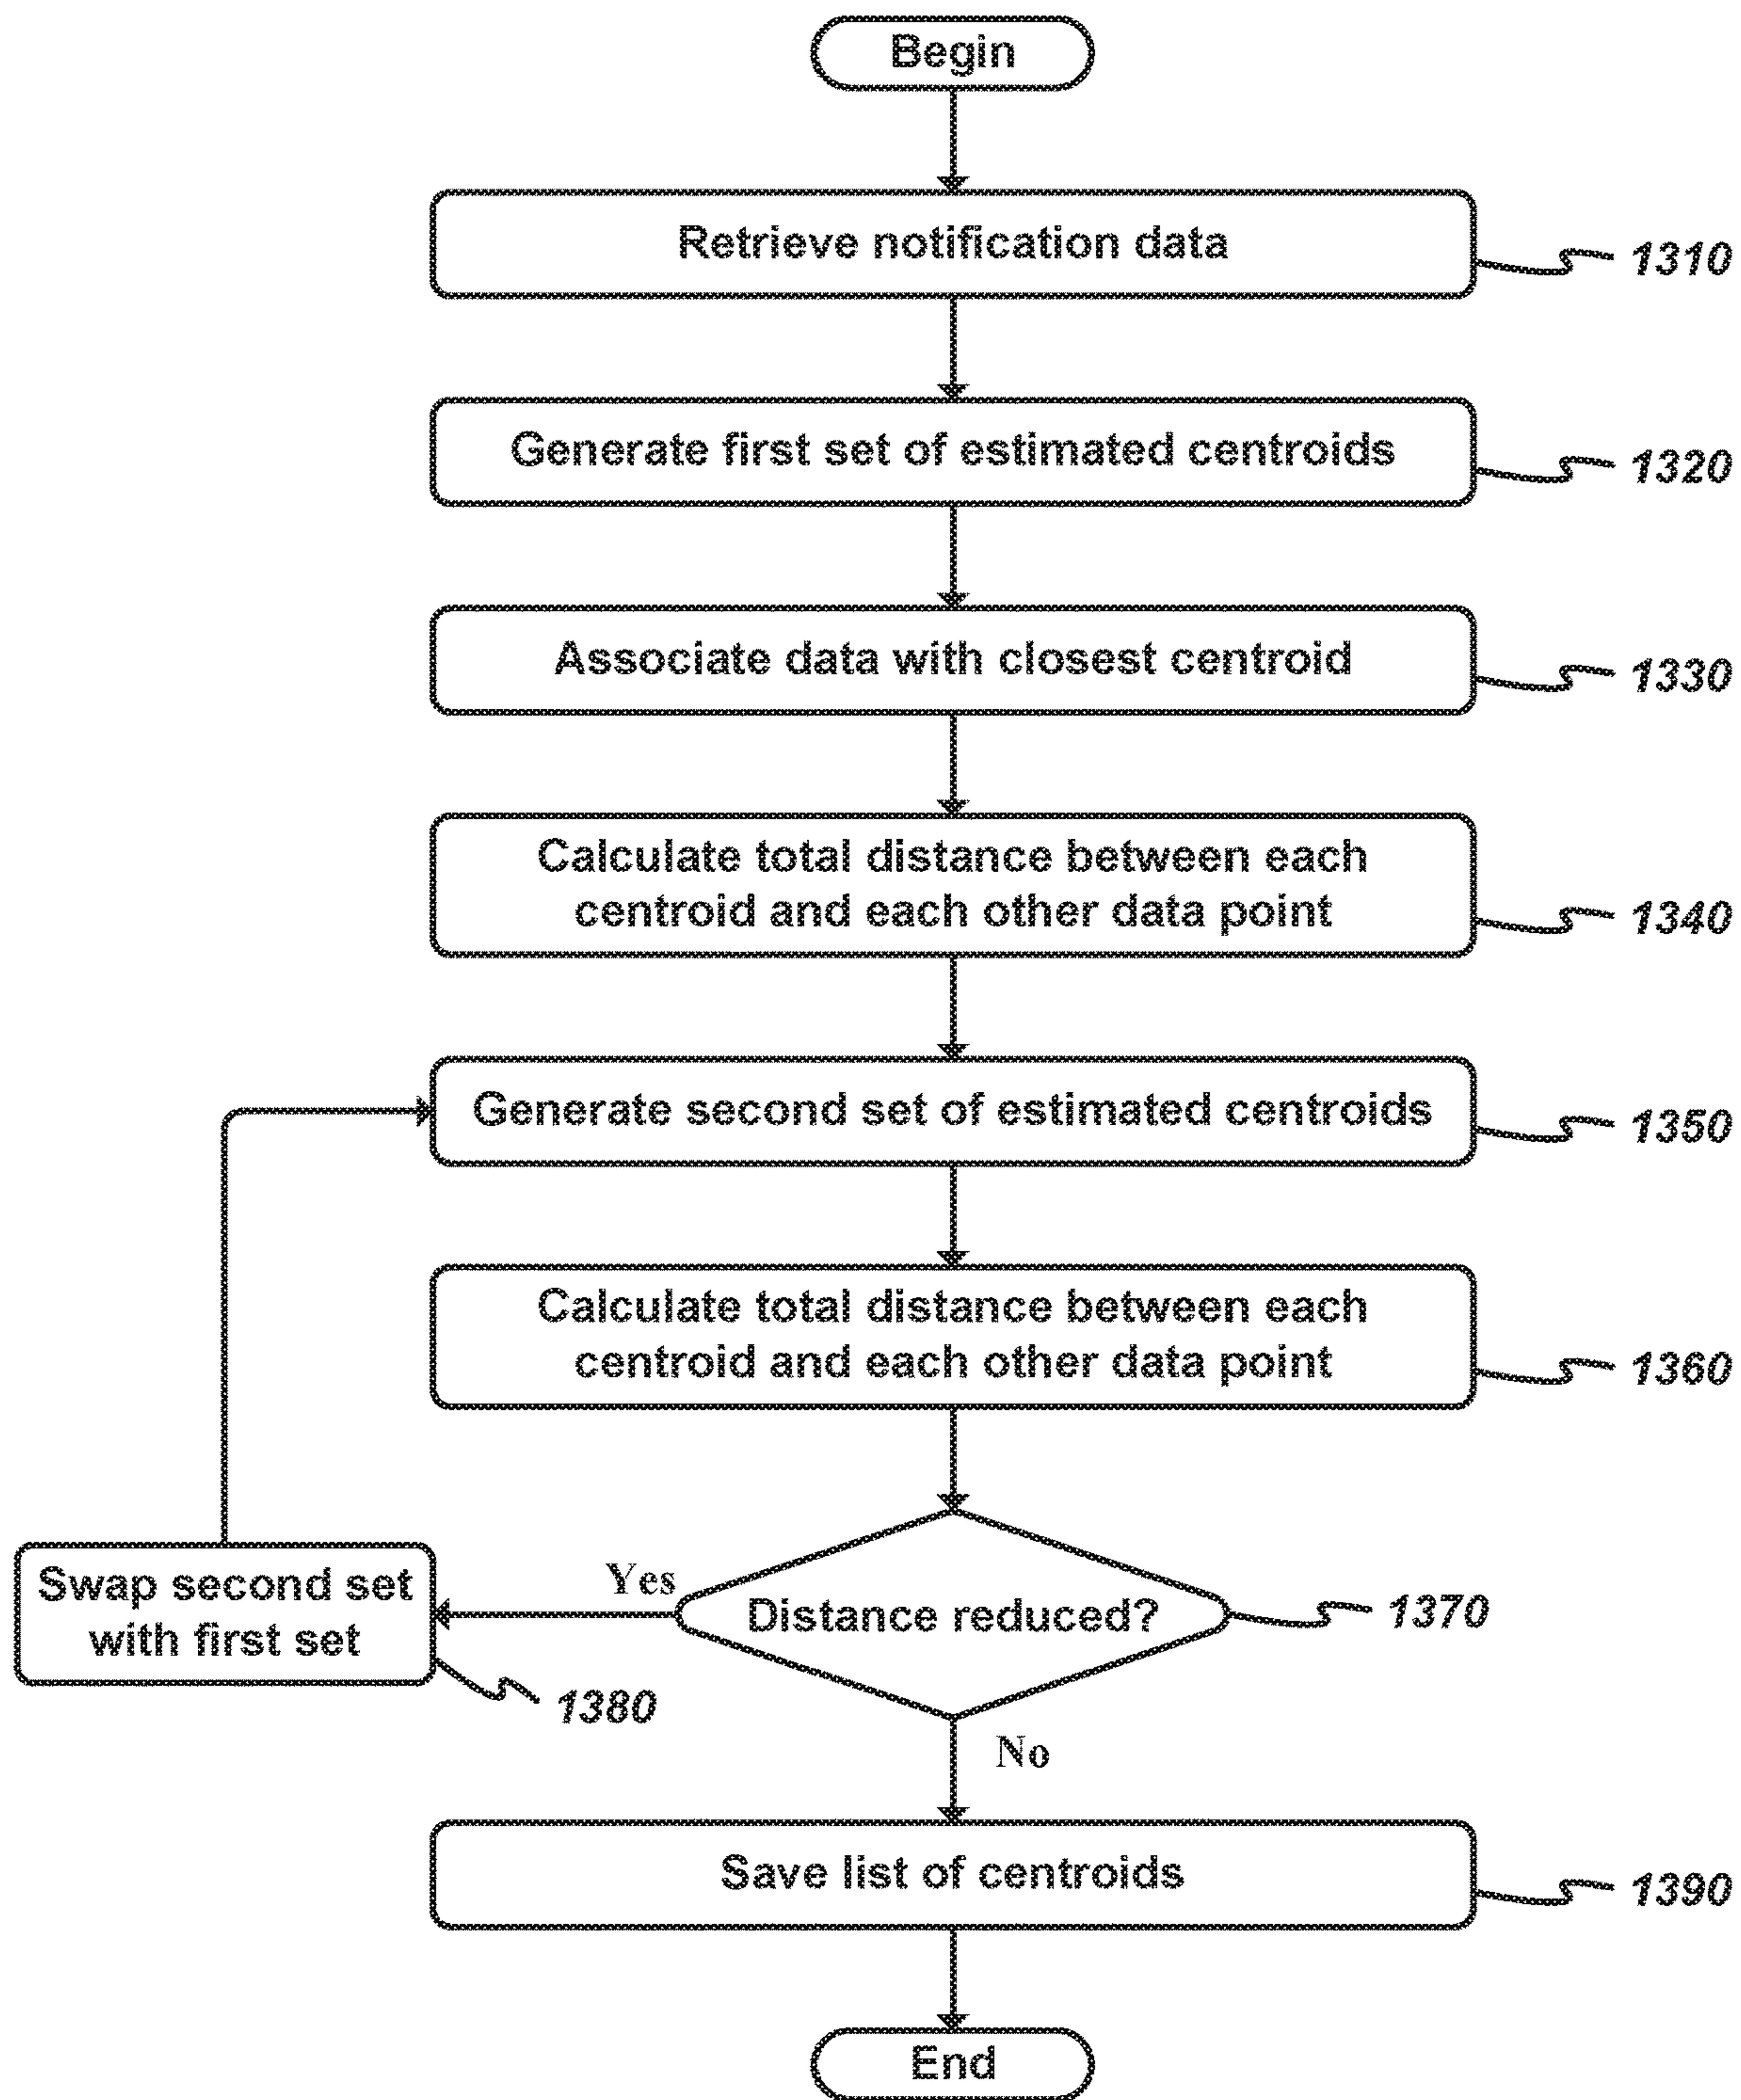 Begin
Retrieve notification data
1310
Generate first set of estimated centroids
1320
Associate data with closest centroid
1330
Calculate total distance between each
centroid and each other data point
1340
Generate second set of estimated centroids
1350
Calculate total distance between each
centroid and each other data point
1360
Swap second set
with first set
1380
Yes
Distance reduced?
1370
No
Save list of centroids
1390
End